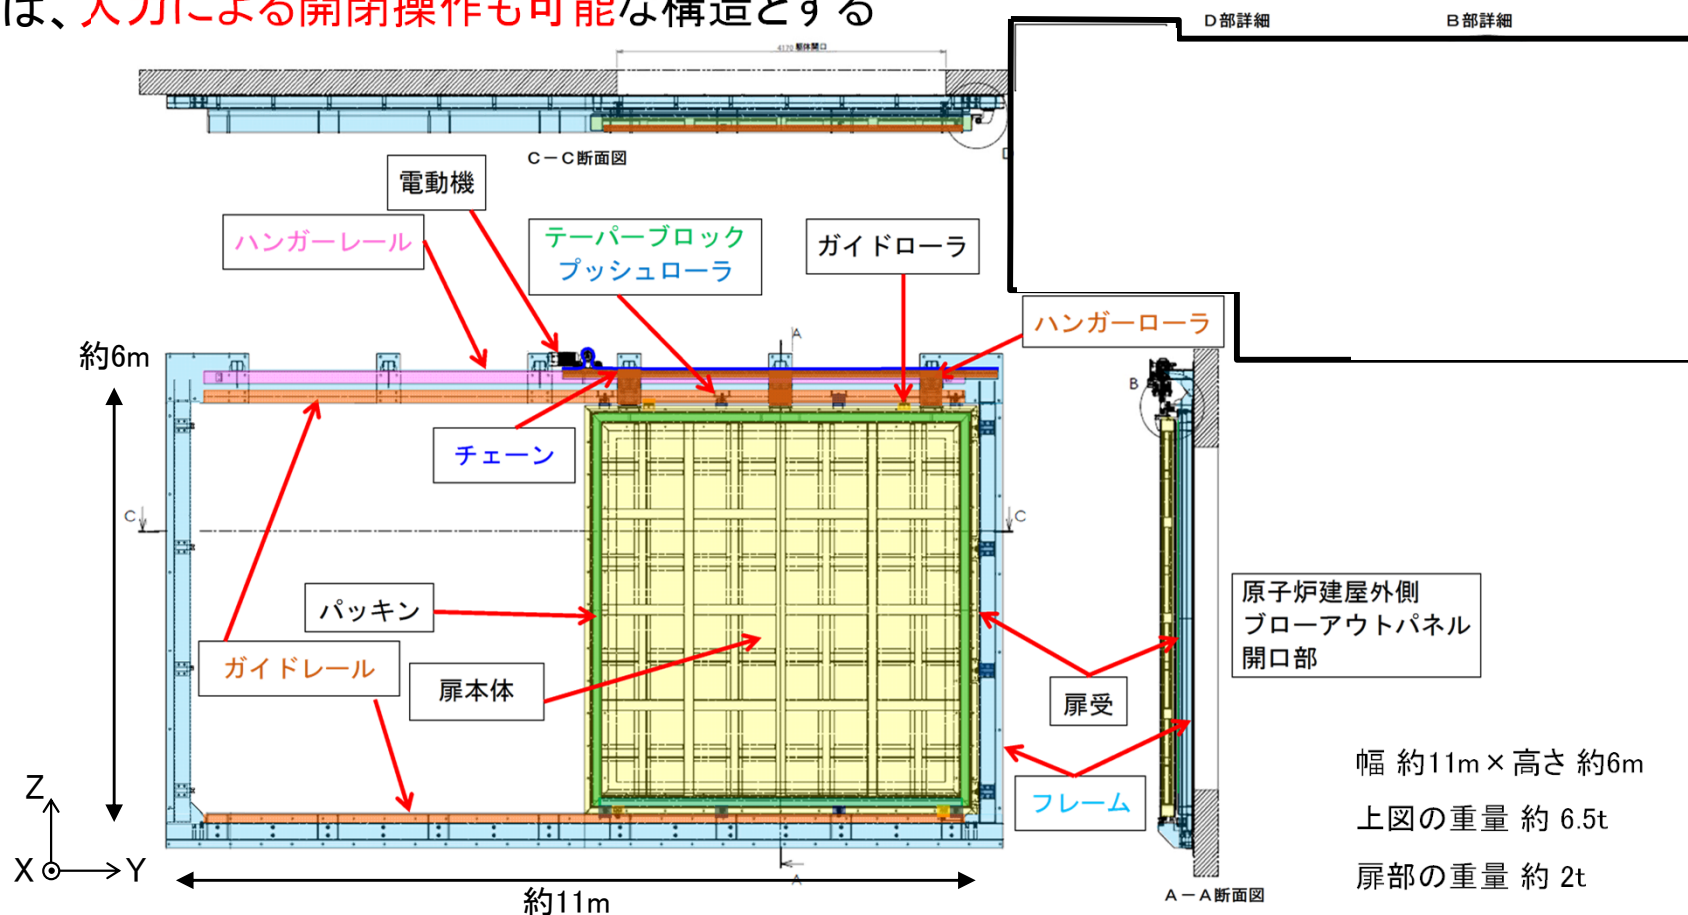 は、人力による開閉操作も可能な構造とする
D部詳細
B部詳細
4170 躯体開口
C－C断面図
電動機
ハンガーレール
テーパーブロック
プッシュローラ
ガイドローラ
ハンガーローラ
約6m
A
B
チェーン
C
C
パッキン
ガイドレール
扉本体
扉受
フレーム
原子炉建屋外側
ブローアウトパネル
開口部
幅 約11m×高さ 約6m
上図の重量 約 6.5t
扉部の重量 約 2t
Z
X
Y
A
約11m
A－A断面図